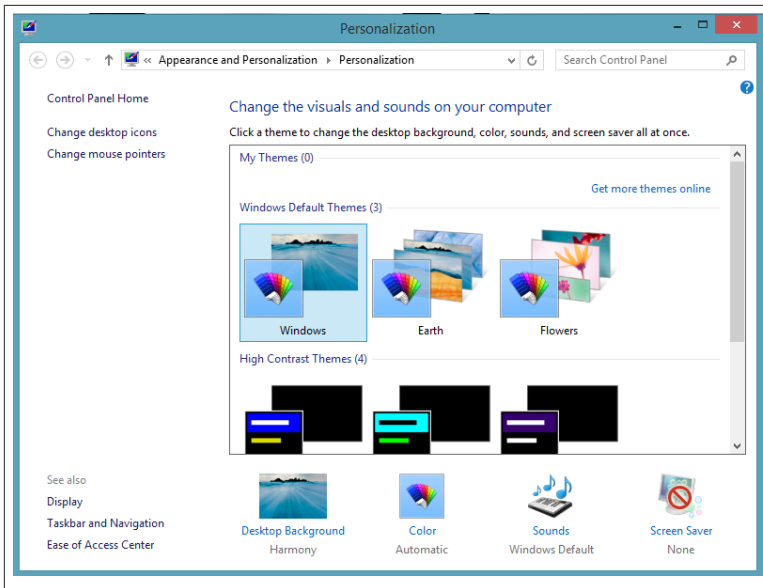 Personalization
« Appearance and Personalization Personalization
Search Control Panel
Control Panel Home
Change desktop icons
Change mouse pointers
Change the visuals and sounds on your computer
Click a theme to change the desktop background, color, sounds, and screen saver all at once.
My Themes (0)
Get more themes online
Windows Default Themes (3)
Windows Earth Flowers
High Contrast Themes (4)
See also
Display
Taskbar and Navigation
Ease of Access Center
Desktop Background Color Sounds Screen Saver
Harmony Automatic Windows Default None